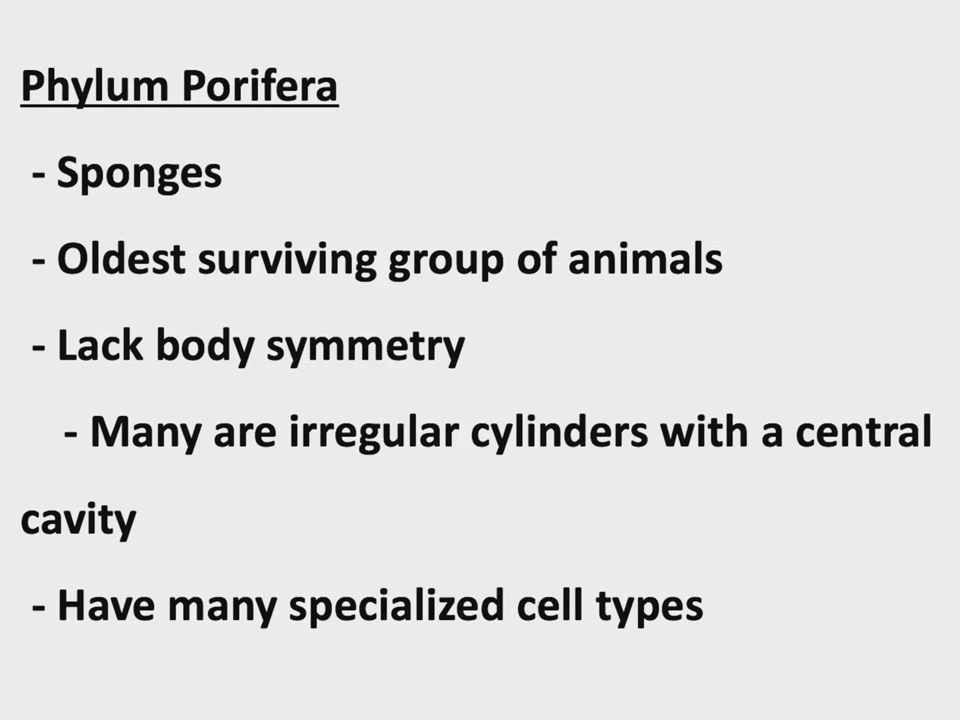 Phylum Porifera
- Sponges
- Oldest surviving group of animals
- Lack body symmetry
- Many are irregular cylinders with a central
cavity
- Have many specialized cell types